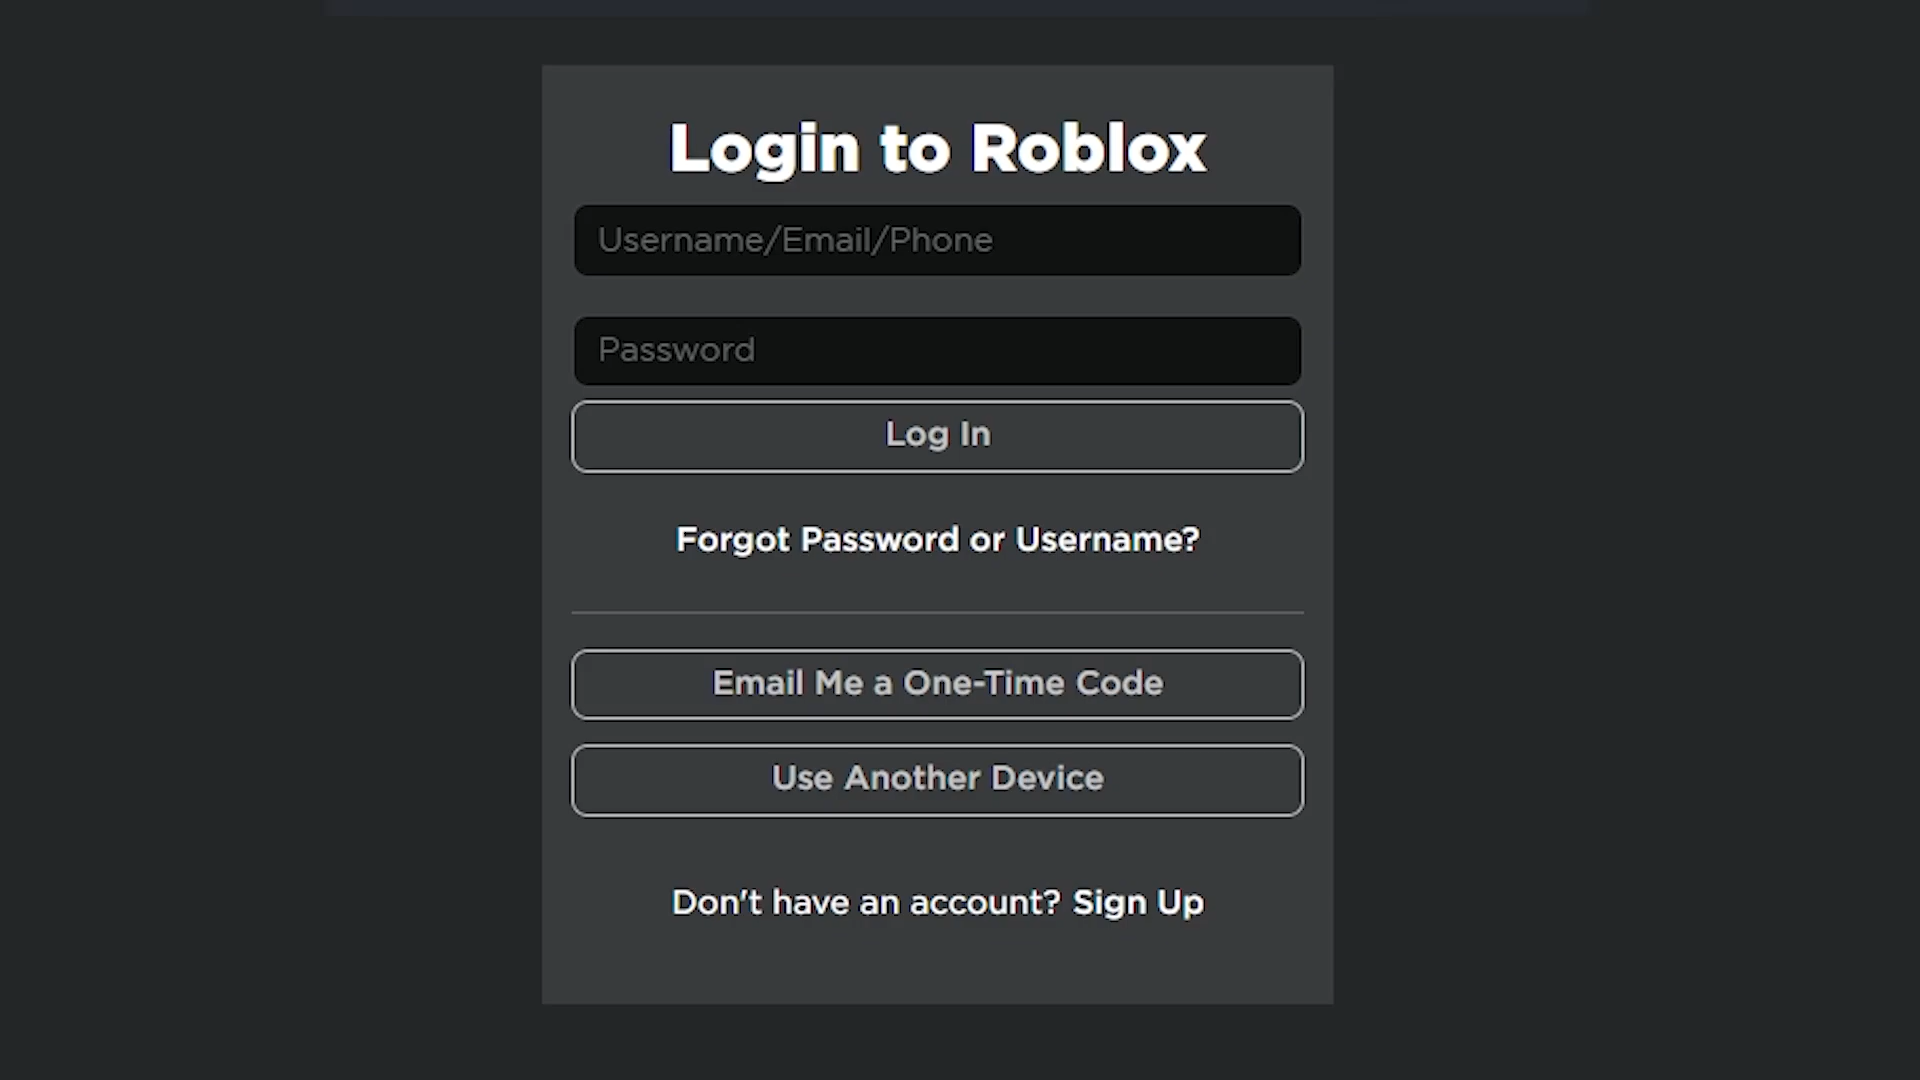 Login to Roblox
Username/Email/Phone
Password
Log In
Forgot Password or Username?
Email Me a One-Time Code
Use Another Device
Don't have an account? Sign Up